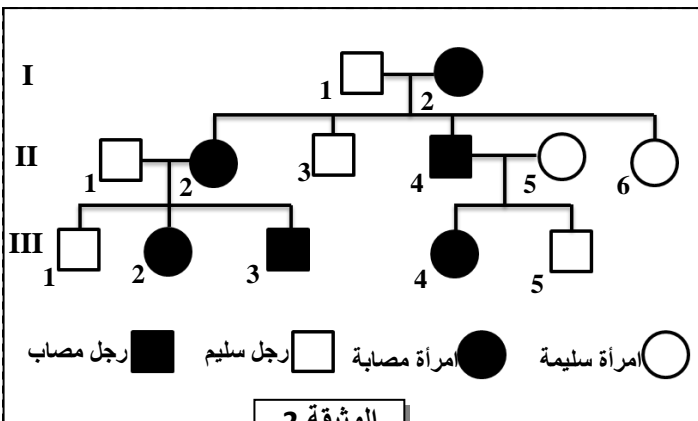 I
1 2
II
1 2 3 4 5 6
III
1 2 3 4 5
امرأة سليمة امرأة مصابة رجل سليم رجل مصاب
الوثيقة 2